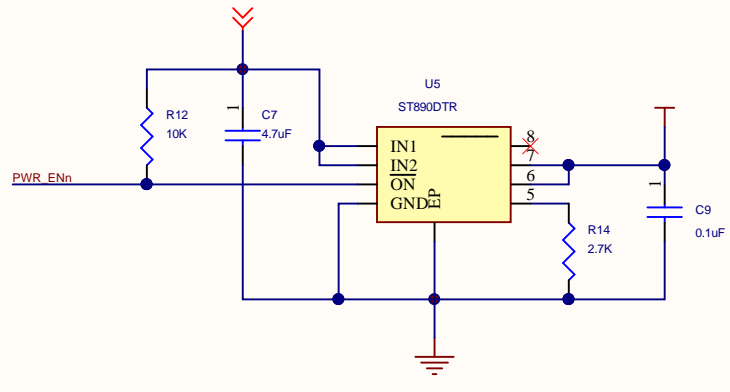 U5
ST890DTR
1
R12
10K
C7
4.7uF
IN1
IN2
ON
GND
EP
8
7
6
5
PWR_ENn
1
C9
0.1uF
R14
2.7K